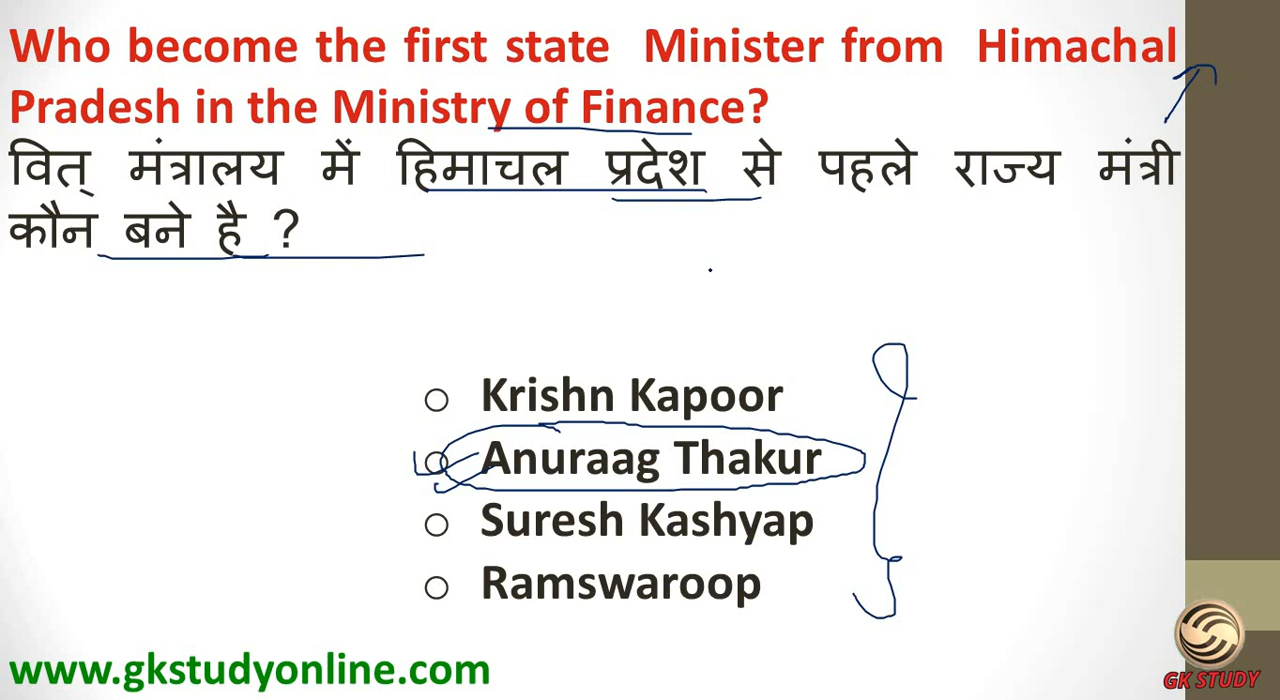 Who become the first state Minister from Himachal
Pradesh in the Ministry of Finance?
वित् मंत्रालय में हिमाचल प्रदेश से पहले राज्य मंत्री
कौन बने है ?
Krishn Kapoor
Anuraag Thakur
Suresh Kashyap
Ramswaroop
www.gkstudyonline.com
GK STUDY